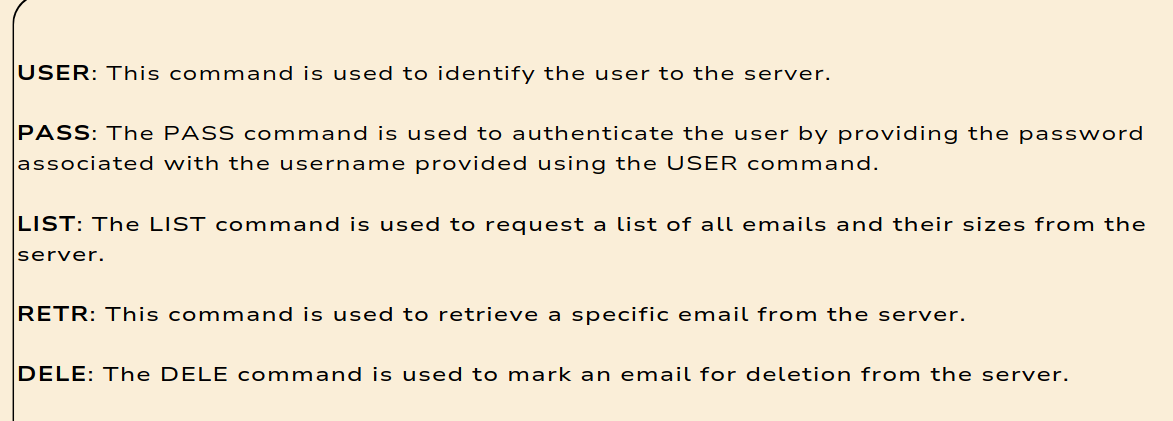 USER: This command is used to identify the user to the server.
PASS: The PASS command is used to authenticate the user by providing the password
associated with the username provided using the USER command.
LIST: The LIST command is used to request a list of all emails and their sizes from the
server.
RETR: This command is used to retrieve a specific email from the server.
DELE: The DELE command is used to mark an email for deletion from the server.